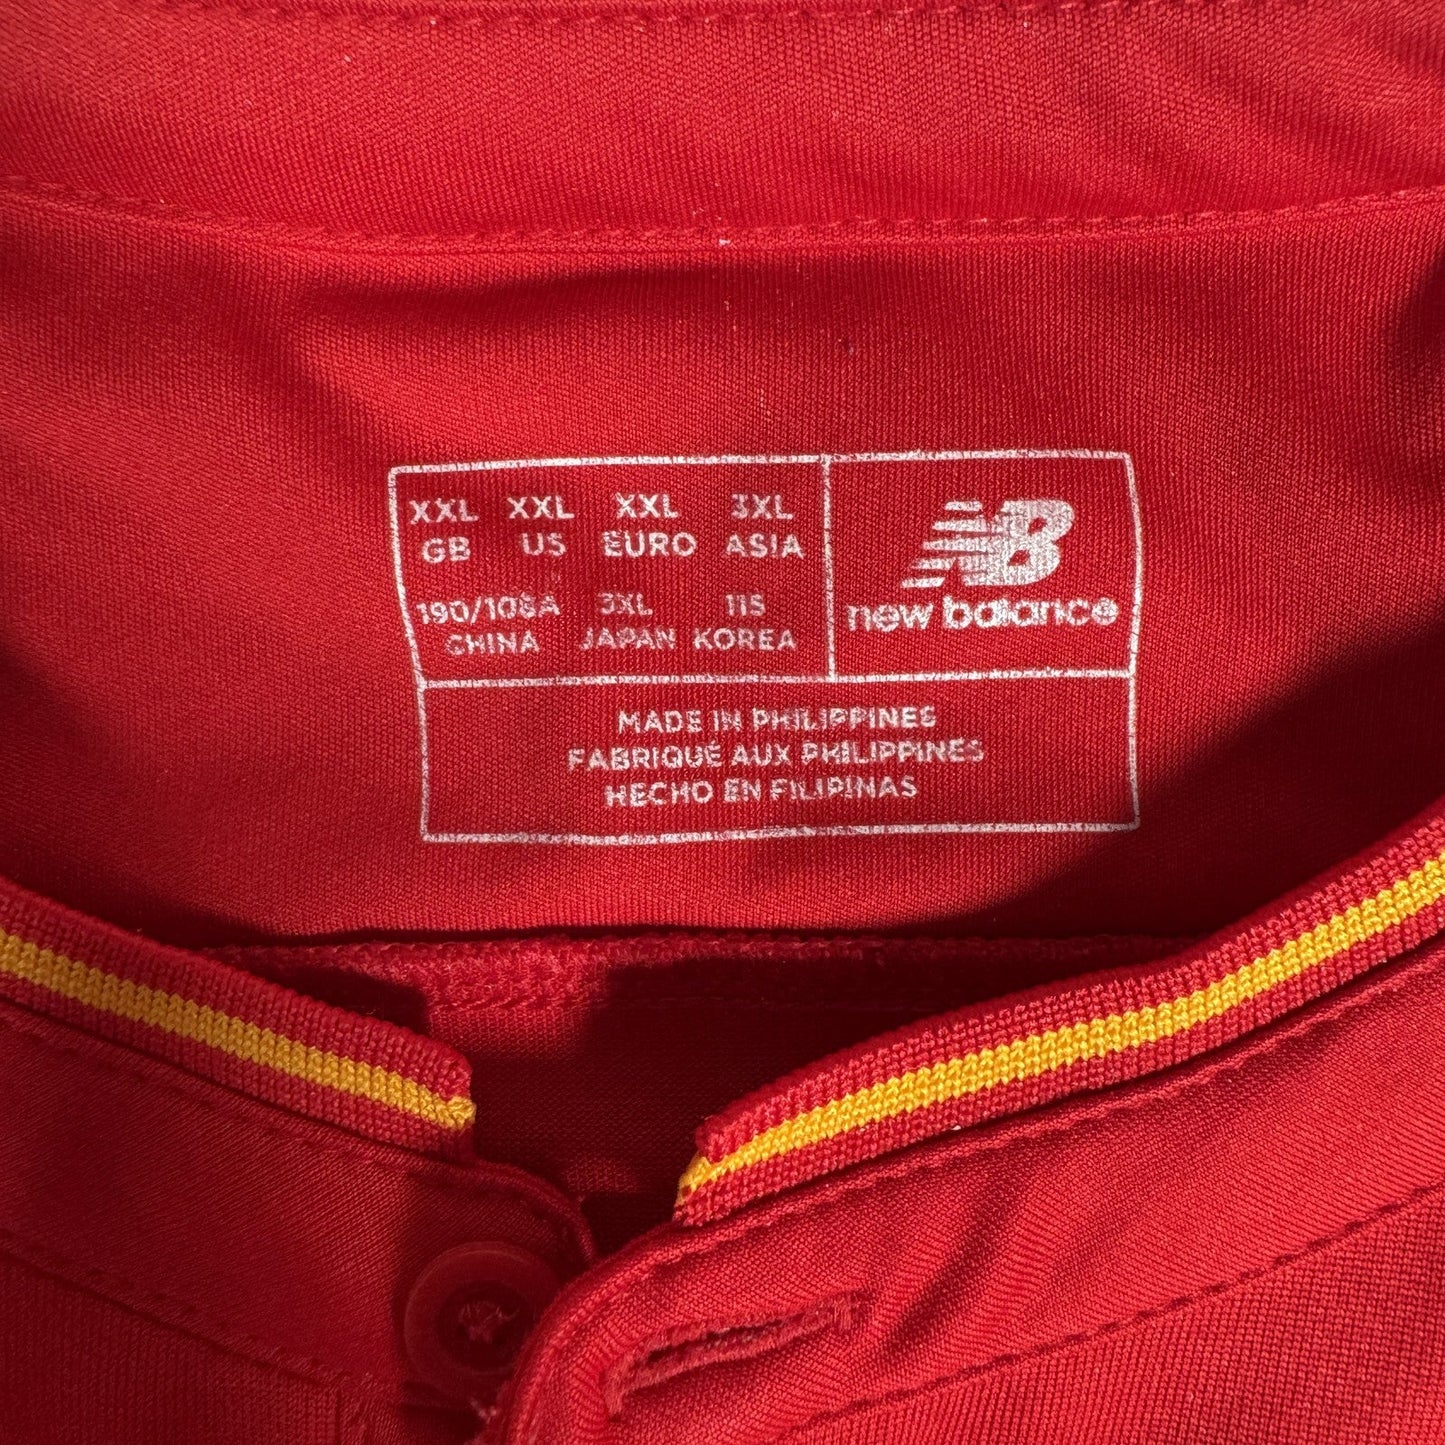 XXL XXL XXL 3XL
GB US EURO ASIA
190/108A 3XL 115
CHINA JAPAN KOREA
NB
new balance
MADE IN PHILIPPINES
FABRIQUÉ AUX PHILIPPINES
HECHO EN FILIPINAS